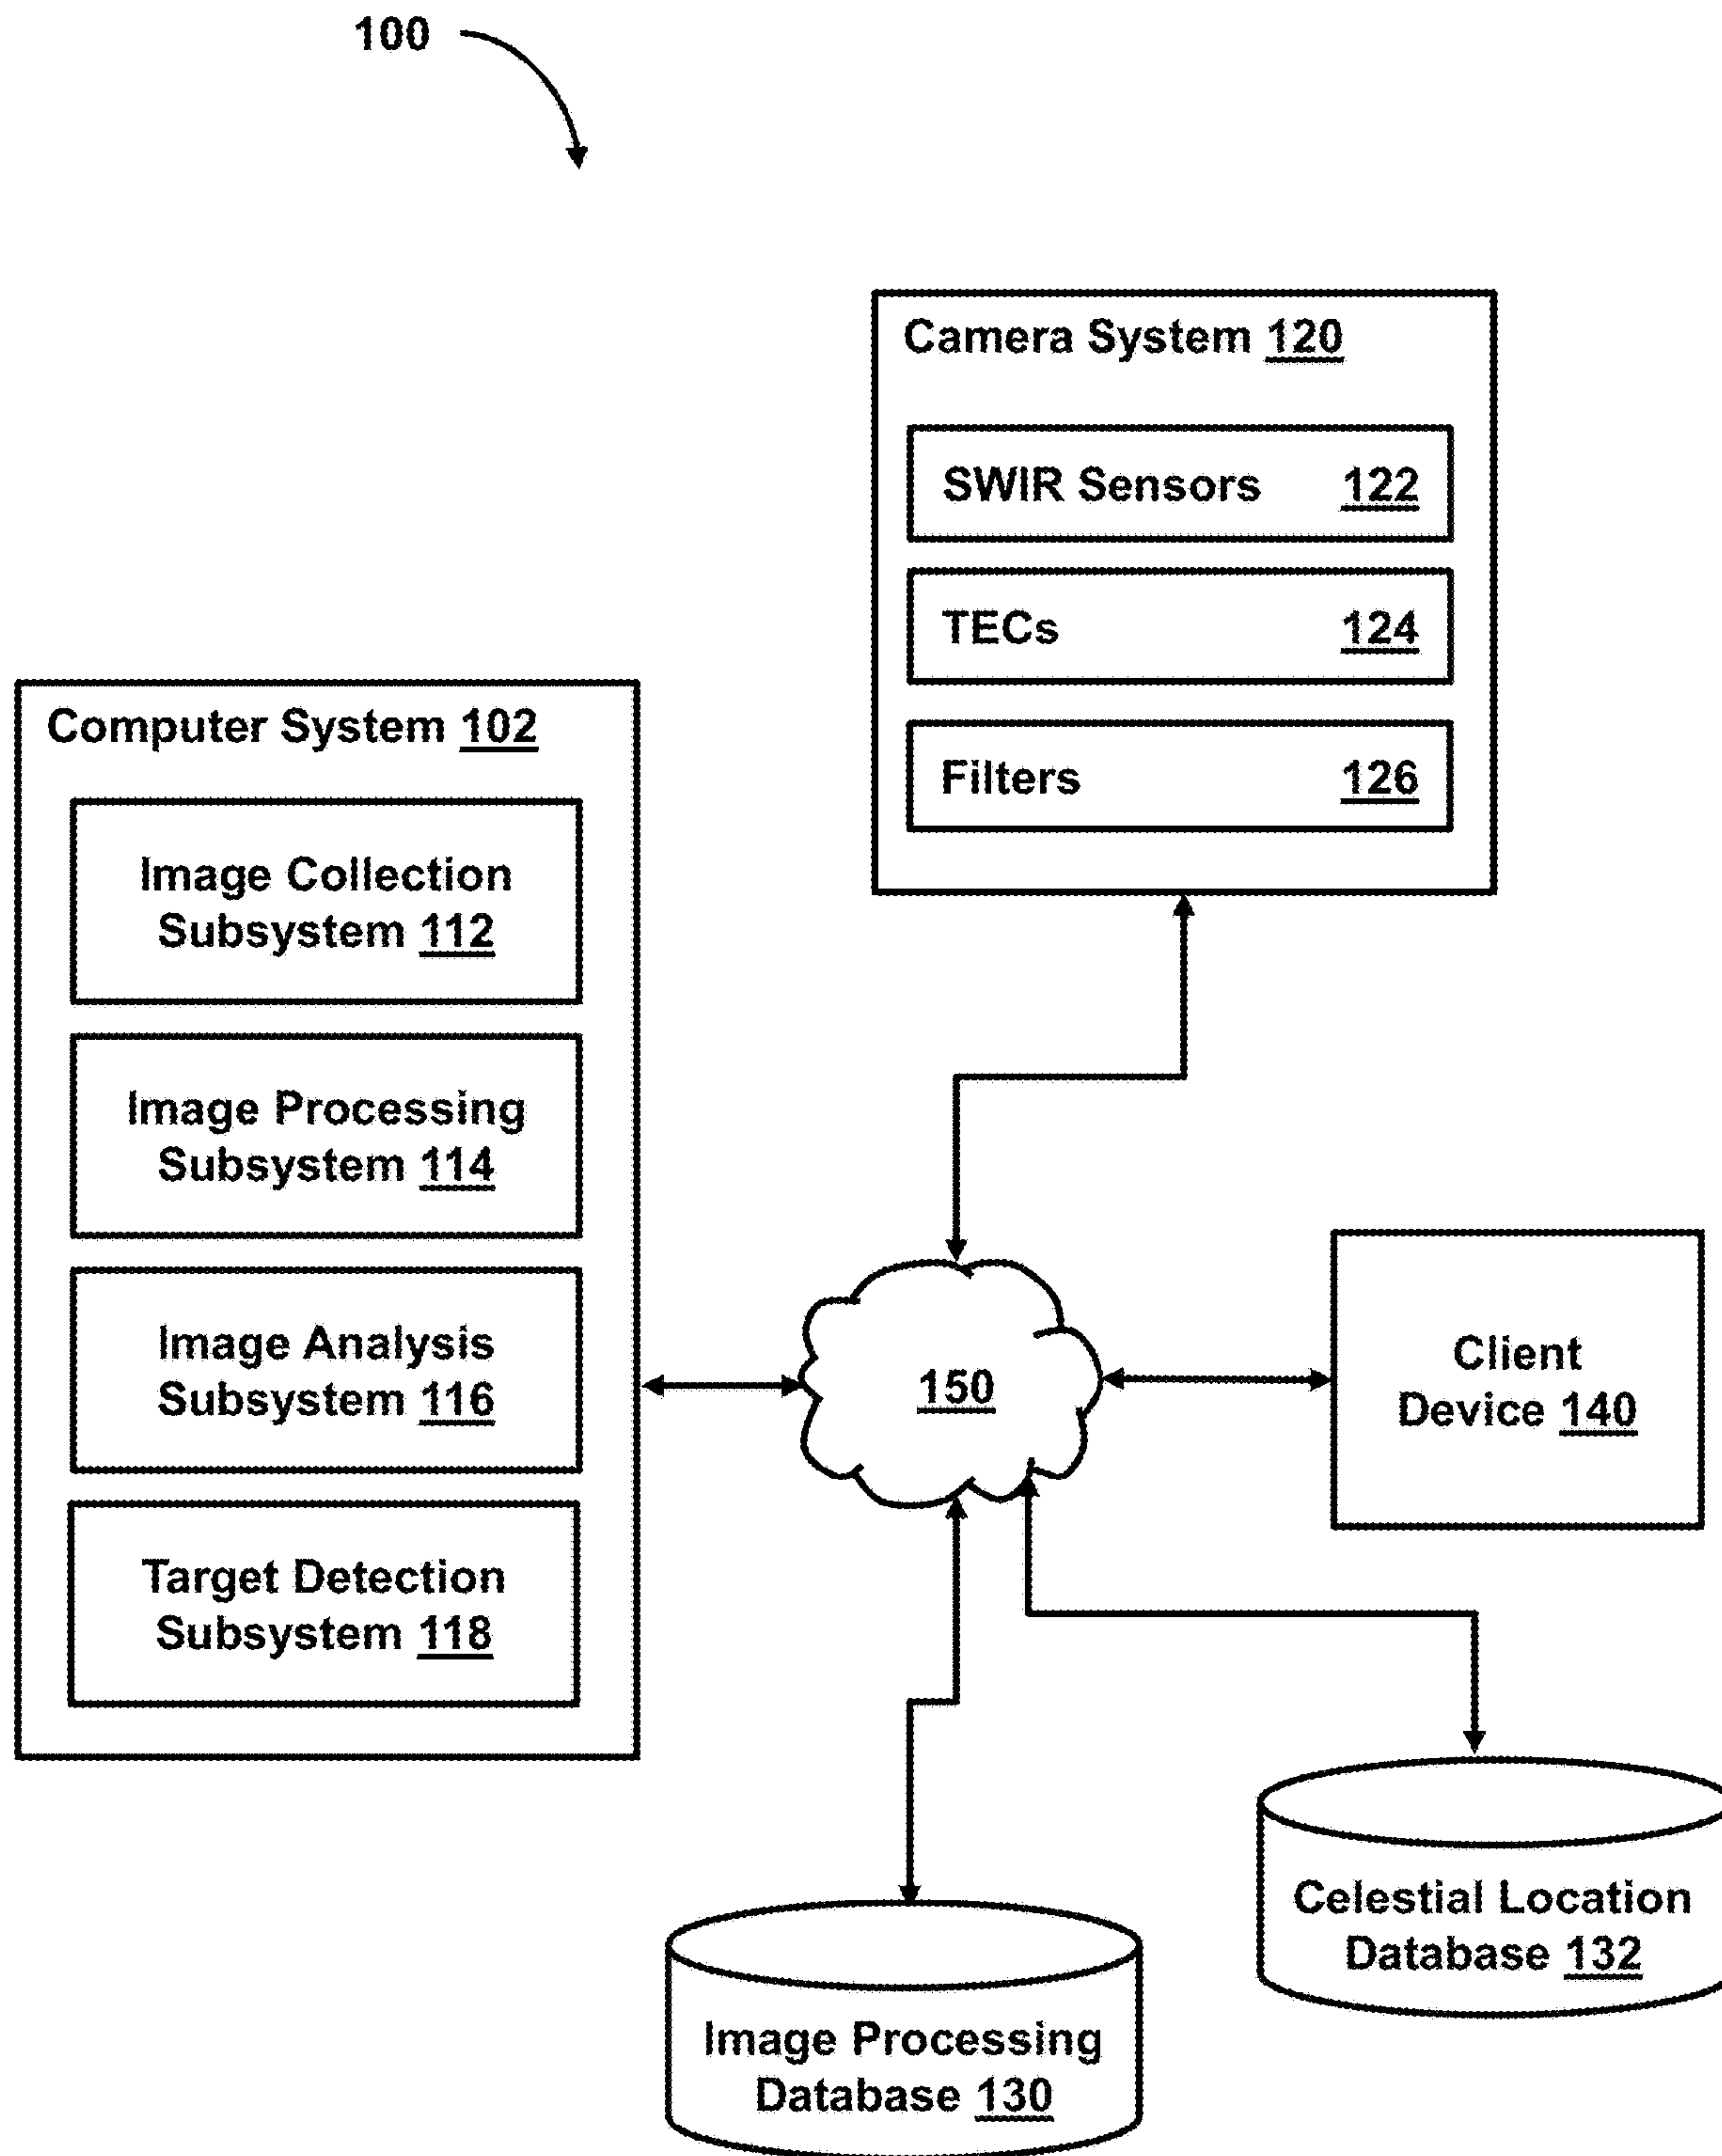 100
Camera System 120
SWIR Sensors 122
TECs 124
Filters 126
Computer System 102
Image Collection
Subsystem 112
Image Processing
Subsystem 114
Image Analysis
Subsystem 116
Target Detection
Subsystem 118
150
Client
Device 140
Celestial Location
Database 132
Image Processing
Database 130